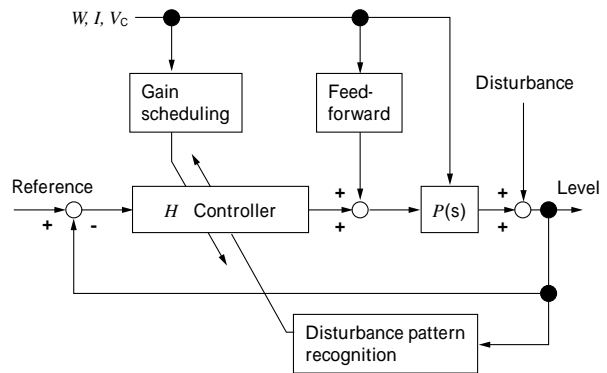 W, I, VC
Gain
scheduling
Feed-
forward
Disturbance
Reference
Level
+
-
H Controller
+
+
P(s)
+
+
Disturbance pattern
recognition